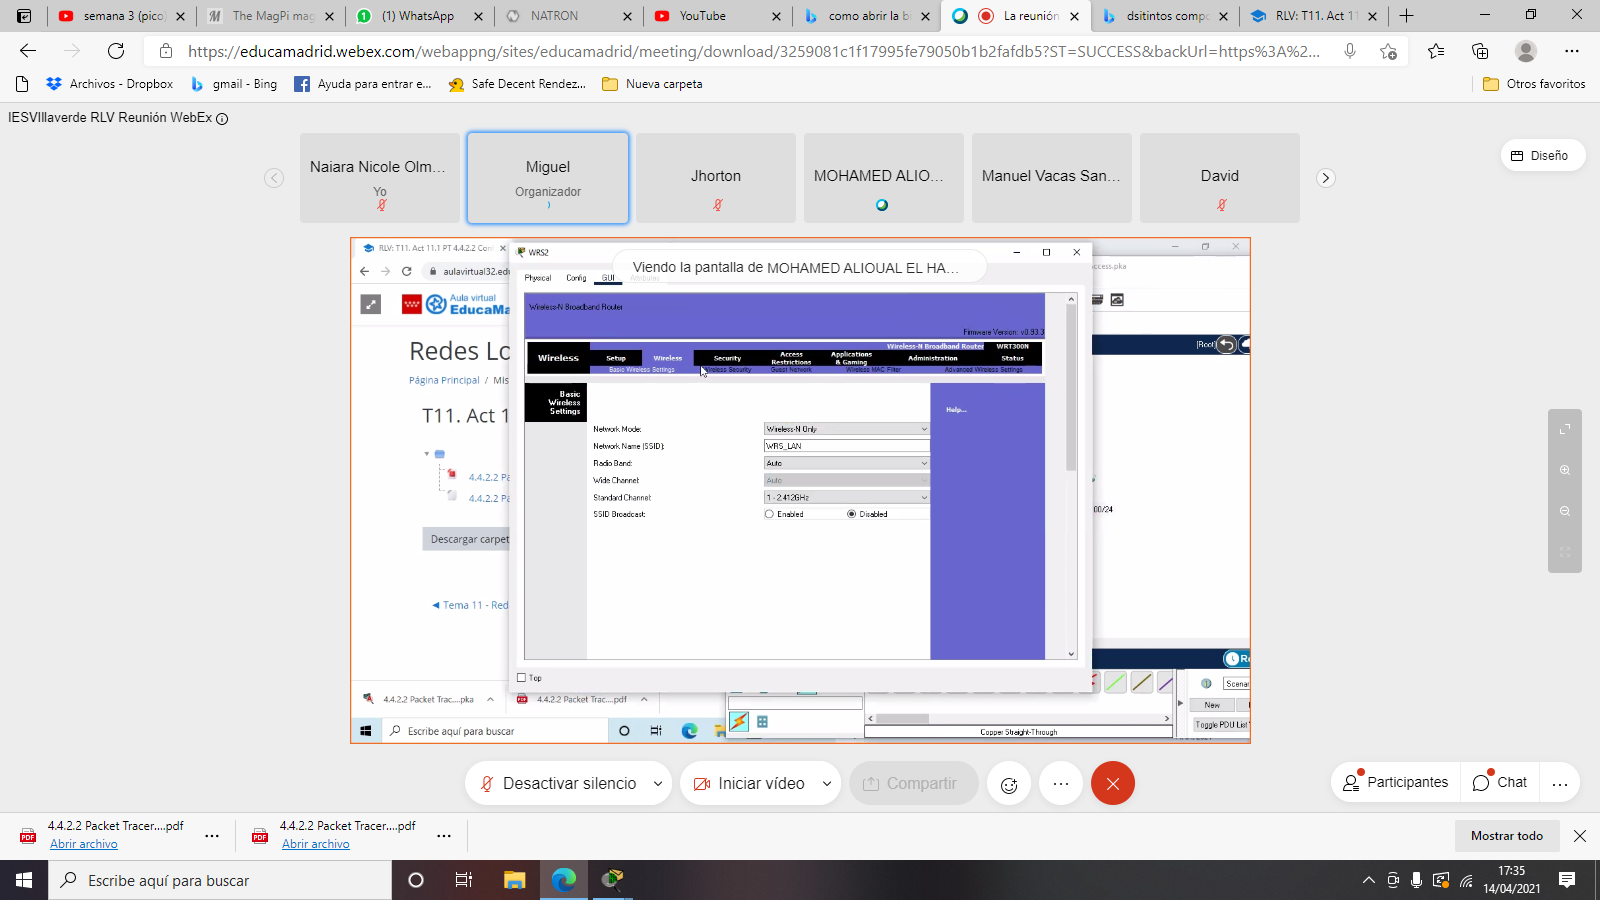 semana 3 (pico)
The MagPi mag
(1) WhatsApp
NATRON
YouTube
como abrir la b
La reunión
dsitintos compo
RLV: T11. Act 11
https://educamadrid.webex.com/webappng/sites/educamadrid/meeting/download/3259081c1f17995fe79050b1b2fafdb5?ST=SUCCESS&backUrl=https%3A%2...
Archivos - Dropbox
gmail - Bing
Ayuda para entrar e...
Safe Decent Rendez...
Nueva carpeta
Otros favoritos
IESVIllaverde RLV Reunión WebEx
Naiara Nicole Olm...
Yo
Miguel
Organizador
Jhorton
MOHAMED ALIO...
Manuel Vacas San...
David
Diseño
RLV: T11. Act 11.1 PT 4.4.2.2 Con
WRS2
Viendo la pantalla de MOHAMED ALIOUAL EL HA...
ccess.pka
aulavirtual32.edu
Physical
Config
GUI
Attributes
Aula virtual
EducaMa
Wireless-N Broadband Router
Firmware Version: v0.93.3
Wireless-N Broadband Router
WRT300N
Wireless
Setup
Wireless
Security
Access Restrictions
Applications & Gaming
Administration
Status
Basic Wireless Settings
Wireless Security
Guest Network
Wireless MAC Filter
Advanced Wireless Settings
[Root]
Redes Lo
Página Principal / Mis
T11. Act 1
4.4.2.2 Pa
4.4.2.2 Pa
Descargar carpet
◄ Tema 11 - Red
Basic
Wireless
Settings
Help...
Network Mode:
Wireless-N Only
Network Name (SSID):
WRS_LAN
Radio Band:
Auto
Wide Channel:
Auto
Standard Channel:
1 - 2.412GHz
SSID Broadcast:
Enabled
Disabled
00/24
Top
4.4.2.2 Packet Trac....pka
4.4.2.2 Packet Trac....pdf
Re
Scenar
New
Toggle PDU List
Copper Straight-Through
Escribe aquí para buscar
Desactivar silencio
Iniciar vídeo
Compartir
Participantes
Chat
4.4.2.2 Packet Tracer....pdf
Abrir archivo
4.4.2.2 Packet Tracer....pdf
Abrir archivo
Mostrar todo
Escribe aquí para buscar
17:35
14/04/2021